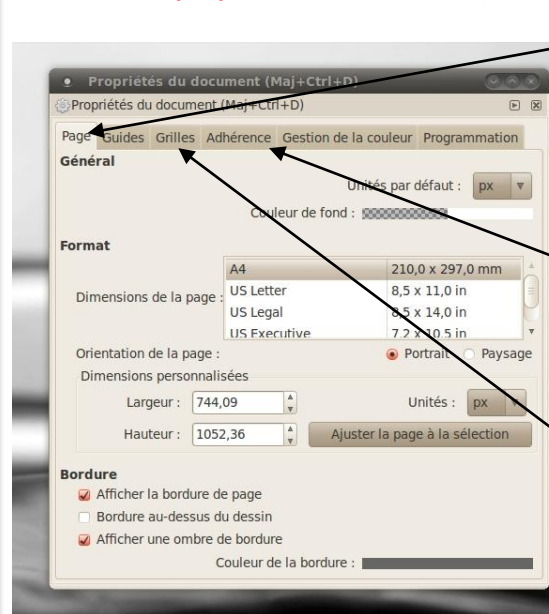 Propriétés du document (Maj+Ctrl+D)
Propriétés du document (Maj+Ctrl+D)
Page Guides Grilles Adhérence Gestion de la couleur Programmation
Général
Unités par défaut : px
Couleur de fond :
Format
Dimensions de la page :
A4 210,0 x 297,0 mm
US Letter 8,5 x 11,0 in
US Legal 8,5 x 14,0 in
US Executive 7,2 x 10,5 in
Orientation de la page : Portrait Paysage
Dimensions personnalisées
Largeur : 744,09 Unités : px
Hauteur : 1052,36 Ajuster la page à la sélection
Bordure
Afficher la bordure de page
Bordure au-dessus du dessin
Afficher une ombre de bordure
Couleur de la bordure :